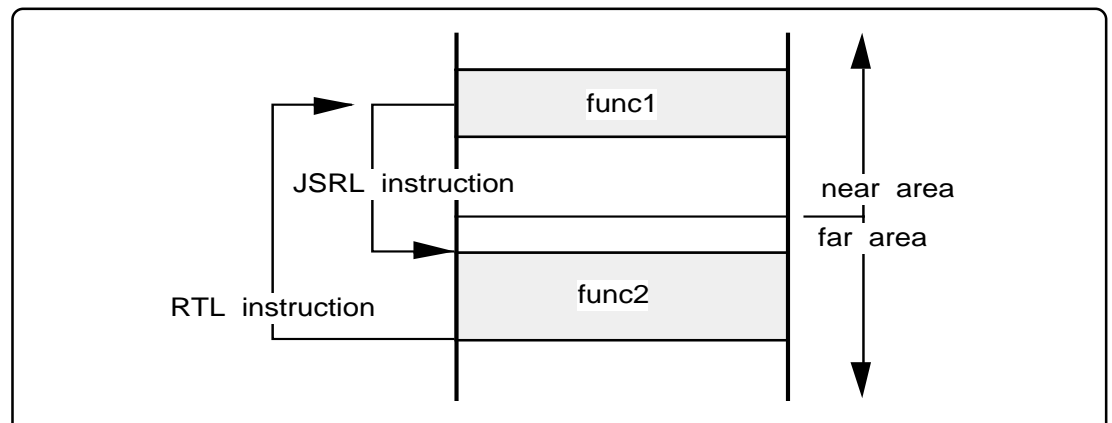 func1
JSRL instruction
near area
far area
func2
RTL instruction